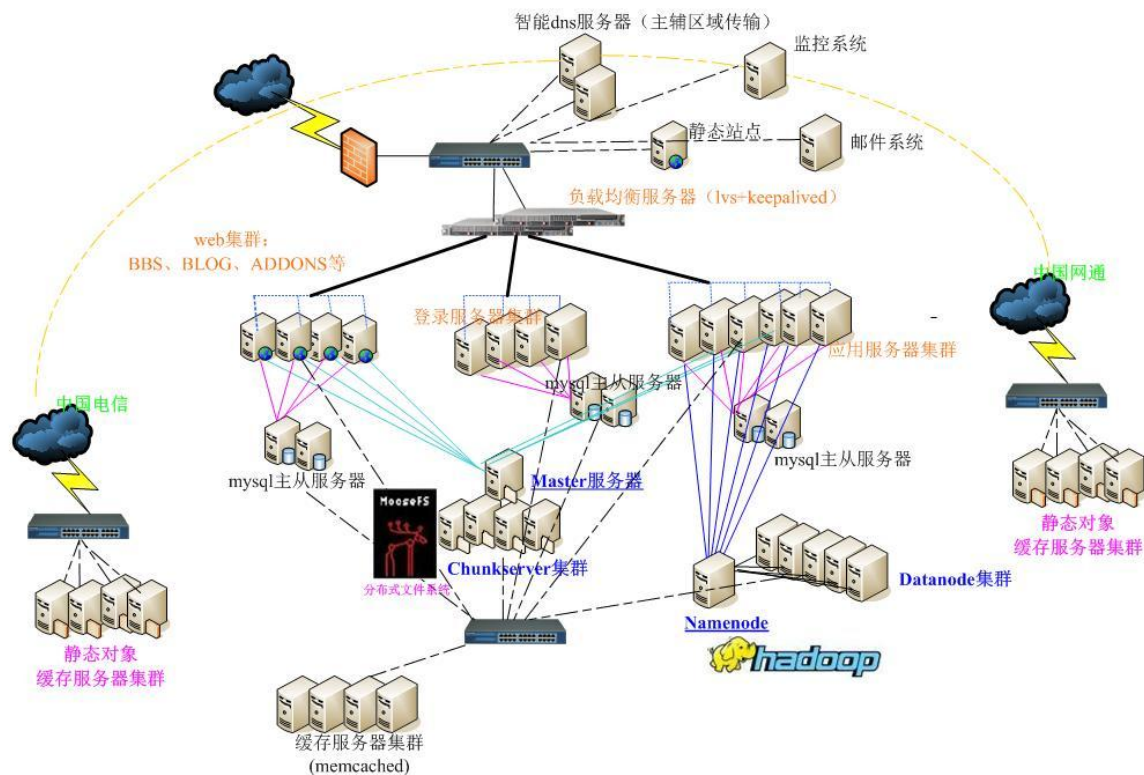 智能dns服务器（主辅区域传输）
监控系统
静态站点
邮件系统
负载均衡服务器（lvs+keepalived）
web集群：
BBS、BLOG、ADDONS等
中国网通
登录服务器集群
应用服务器集群
mysql主从服务器
中国电信
mysql主从服务器
mysql主从服务器
Master服务器
MooseFS
静态对象
缓存服务器集群
Chunkserver集群
分布式文件系统
Datanode集群
Namenode
hadoop
静态对象
缓存服务器集群
缓存服务器集群
(memcached)